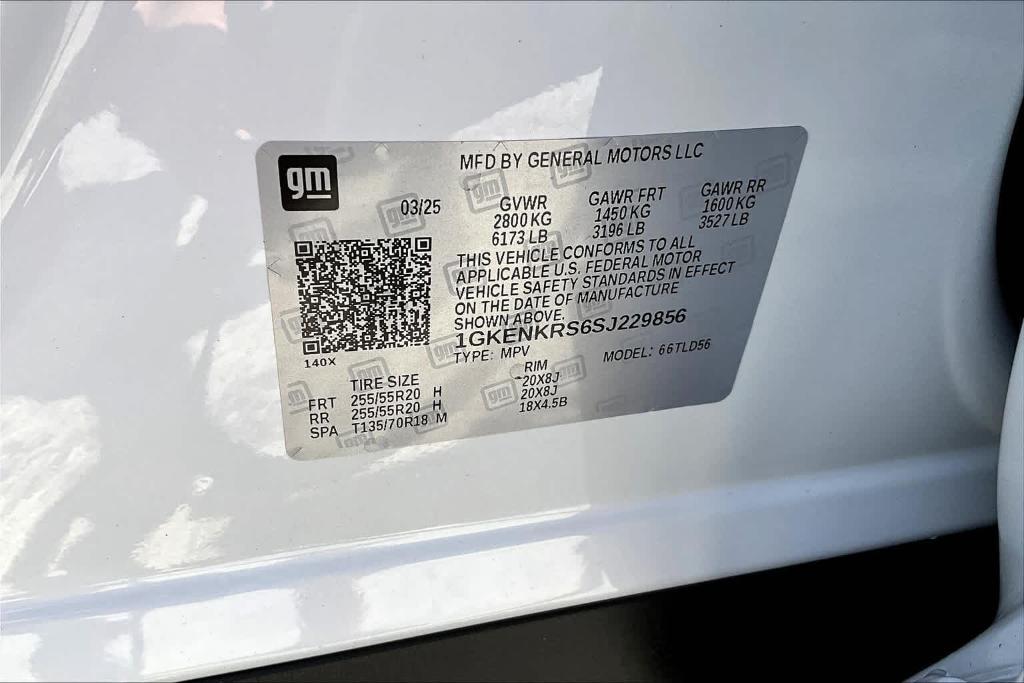 gm
MFD BY GENERAL MOTORS LLC
03/25
GVWR GAWR FRT GAWR RR
2800 KG 1450 KG 1600 KG
6173 LB 3196 LB 3527 LB
THIS VEHICLE CONFORMS TO ALL
APPLICABLE U.S. FEDERAL MOTOR
VEHICLE SAFETY STANDARDS IN EFFECT
ON THE DATE OF MANUFACTURE
SHOWN ABOVE.
1GKENKRS6SJ229856
140X
TYPE: MPV MODEL: 66TLD56
TIRE SIZE RIM
FRT 255/55R20 H 20X8J
RR 255/55R20 H 20X8J
SPA T135/70R18 M 18X4.5B